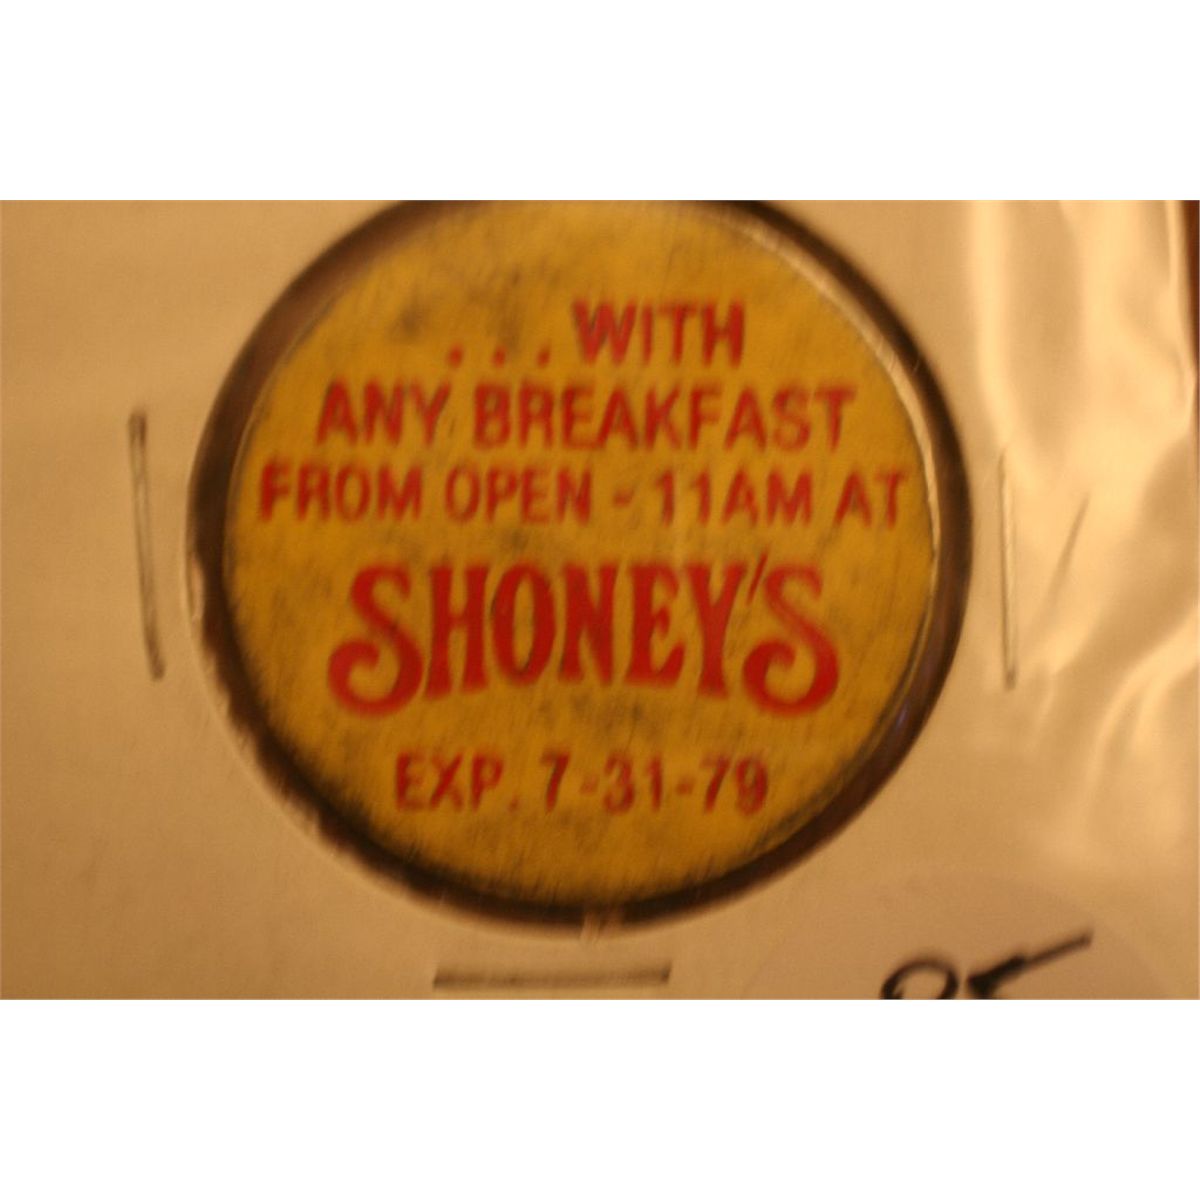 . . . WITH
ANY BREAKFAST
FROM OPEN - 11AM AT
SHONEY'S
EXP. 7-31-79